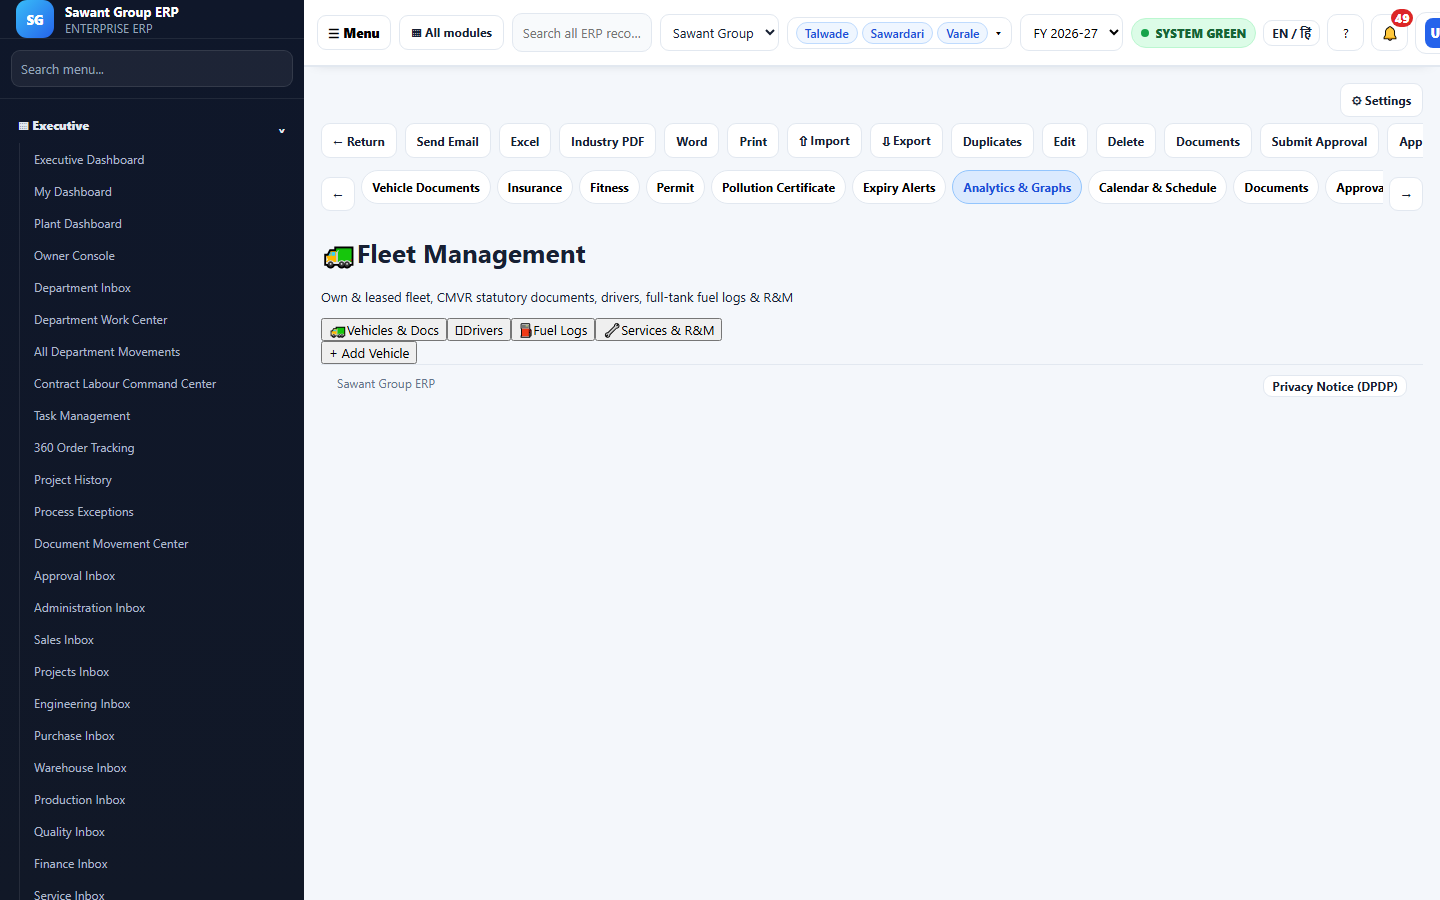 SG
Sawant Group ERP
ENTERPRISE ERP
Search menu...
Executive
Executive Dashboard
My Dashboard
Plant Dashboard
Owner Console
Department Inbox
Department Work Center
All Department Movements
Contract Labour Command Center
Task Management
360 Order Tracking
Project History
Process Exceptions
Document Movement Center
Approval Inbox
Administration Inbox
Sales Inbox
Projects Inbox
Engineering Inbox
Purchase Inbox
Warehouse Inbox
Production Inbox
Quality Inbox
Finance Inbox
Service Inbox
☰ Menu
All modules
Search all ERP reco...
Sawant Group
Talwade Sawardari Varale
FY 2026-27
SYSTEM GREEN
EN / हिं
?
49
U
⚙ Settings
← Return
Send Email
Excel
Industry PDF
Word
Print
⇧ Import
⇩ Export
Duplicates
Edit
Delete
Documents
Submit Approval
App
←
Vehicle Documents
Insurance
Fitness
Permit
Pollution Certificate
Expiry Alerts
Analytics & Graphs
Calendar & Schedule
Documents
Approva
→
Fleet Management
Own & leased fleet, CMVR statutory documents, drivers, full-tank fuel logs & R&M
Vehicles & Docs
Drivers
Fuel Logs
Services & R&M
+ Add Vehicle
Sawant Group ERP
Privacy Notice (DPDP)